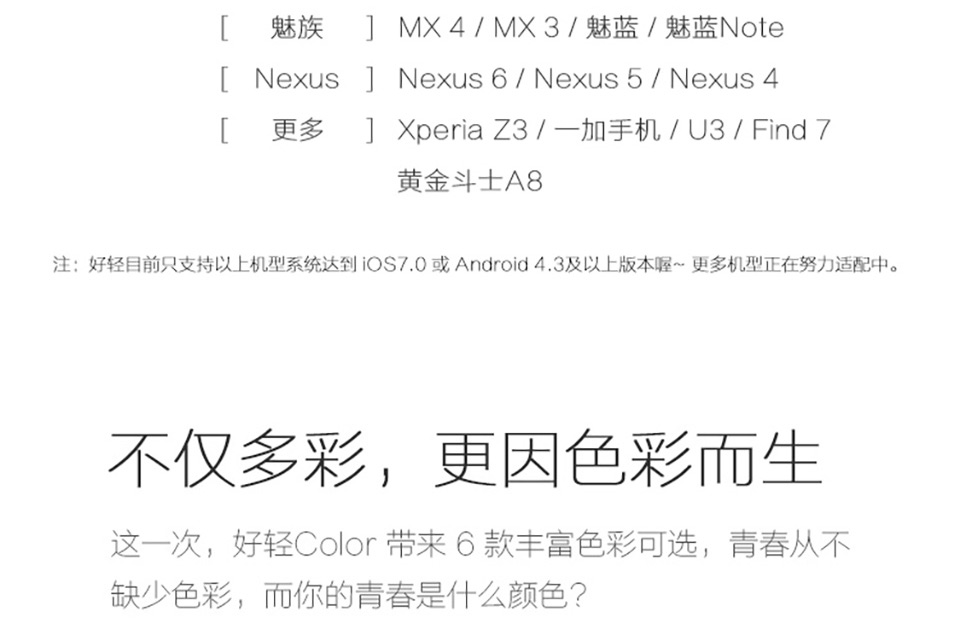 [ 魅族 ] MX 4 / MX 3 / 魅蓝 / 魅蓝Note
[ Nexus ] Nexus 6 / Nexus 5 / Nexus 4
[ 更多 ] Xperia Z3 / 一加手机 / U3 / Find 7
黄金斗士A8
注：好轻目前只支持以上机型系统达到 iOS7.0 或 Android 4.3及以上版本喔~ 更多机型正在努力适配中。
不仅多彩，更因色彩而生
这一次，好轻Color 带来 6 款丰富色彩可选，青春从不
缺少色彩，而你的青春是什么颜色？